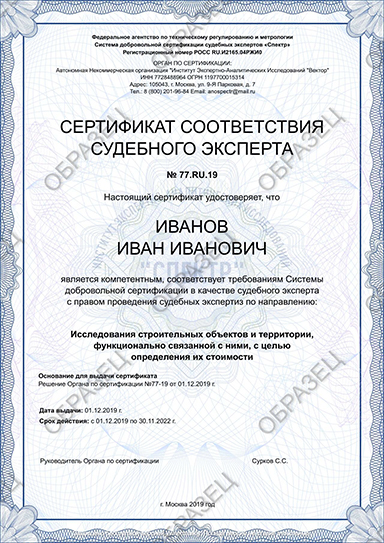 Федеральное агентство по техническому регулированию и метрологии
Система добровольной сертификации судебных экспертов «Спектр»
Регистрационный номер РОСС RU.И2165.04РЖИ0
ОРГАН ПО СЕРТИФИКАЦИИ:
Автономная Некоммерческая организация "Институт Экспертно-Аналитических Исследований "Вектор"
ИНН 7728488964 ОГРН 1197700015314
Адрес: 105043, г. Москва, ул. 9-Я Парковая, д. 7
Тел.: 8 (800) 201-96-84 Email: anospectr@mail.ru
СЕРТИФИКАТ СООТВЕТСТВИЯ
СУДЕБНОГО ЭКСПЕРТА
№ 77.RU.19
Настоящий сертификат удостоверяет, что
ИВАНОВ
ИВАН ИВАНОВИЧ
"СПЕКТР"
является компетентным, соответствует требованиям Системы
добровольной сертификации в качестве судебного эксперта
с правом проведения судебных экспертиз по направлению:
Исследования строительных объектов и территории,
функционально связанной с ними, с целью
определения их стоимости
Основание для выдачи сертификата
Решение Органа по сертификации №77-19 от 01.12.2019 г.
Дата выдачи: 01.12.2019 г.
Срок действия: с 01.12.2019 по 30.11.2022 г.
Руководитель Органа по сертификации Сурков С.С.
г. Москва 2019 год
ОБРАЗЕЦ
ОБРАЗЕЦ
ОБРАЗЕЦ
ОБРАЗЕЦ
ОБРАЗЕЦ
ОБРАЗЕЦ